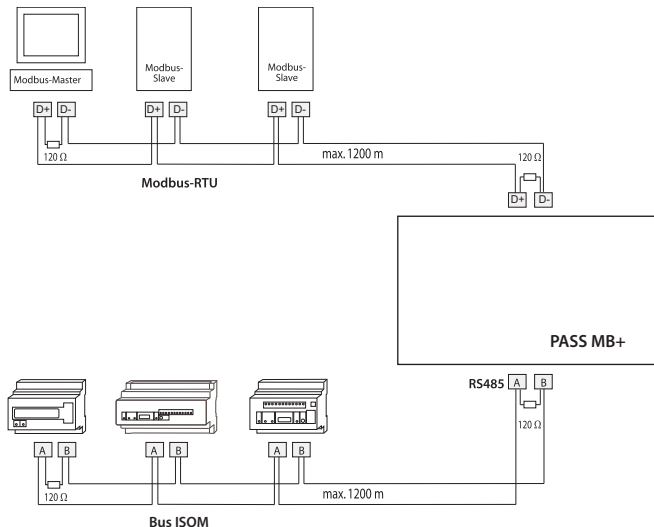 Modbus-Master
Modbus-
Slave
Modbus-
Slave
D+ D-
D+ D-
D+ D-
120 Ω
max. 1200 m
120 Ω
Modbus-RTU
D+ D-
PASS MB+
RS485 A B
120 Ω
A B
A B
A B
120 Ω
max. 1200 m
Bus ISOM